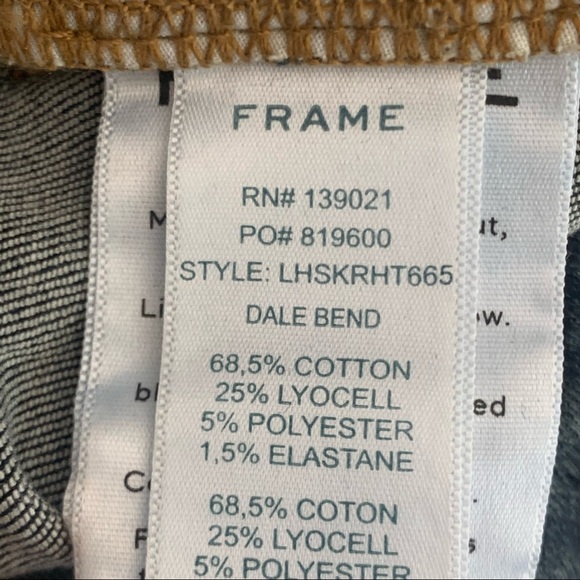 FRAME
RN# 139021
PO# 819600
STYLE: LHSKRHT665
DALE BEND
68,5% COTTON
25% LYOCELL
5% POLYESTER
1,5% ELASTANE
68,5% COTON
25% LYOCELL
5% POLYESTER